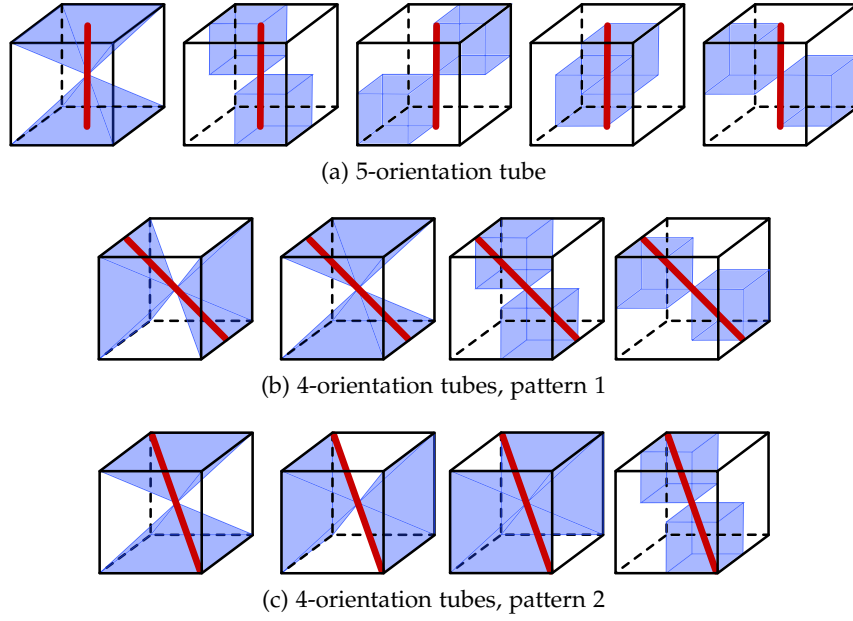 (a) 5-orientation tube
(b) 4-orientation tubes, pattern 1
(c) 4-orientation tubes, pattern 2